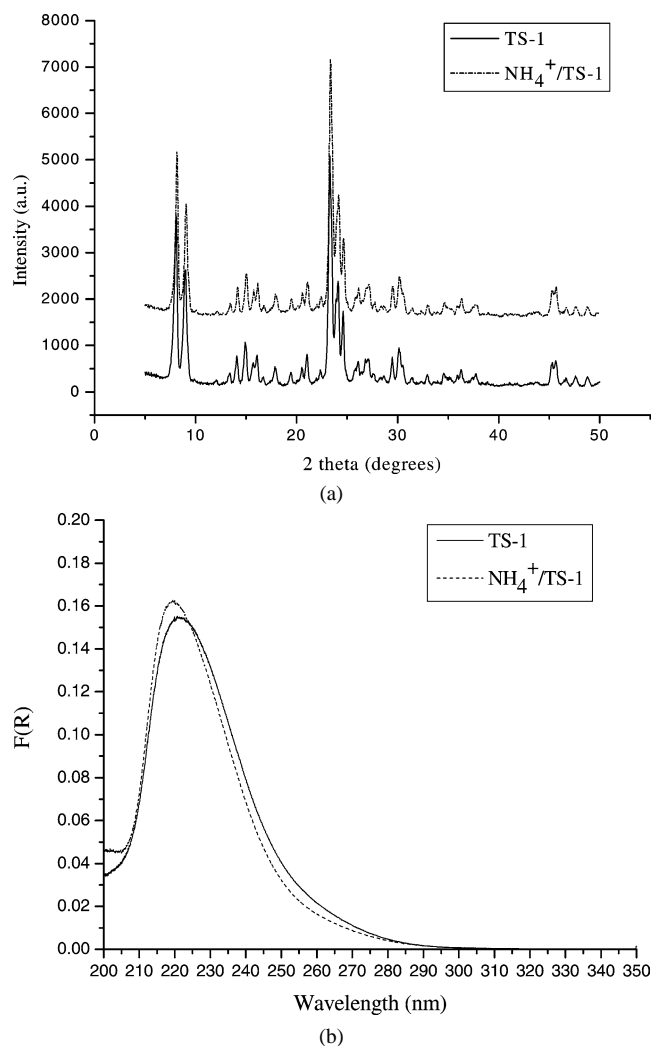 TS-1
NH4+/TS-1
8000
7000
6000
5000
4000
3000
2000
1000
0
Intensity (a.u.)
0 10 20 30 40 50
2 theta (degrees)
(a)
TS-1
NH4+/TS-1
0.20
0.18
0.16
0.14
0.12
0.10
0.08
0.06
0.04
0.02
0.00
F(R)
200 210 220 230 240 250 260 270 280 290 300 310 320 330 340 350
Wavelength (nm)
(b)